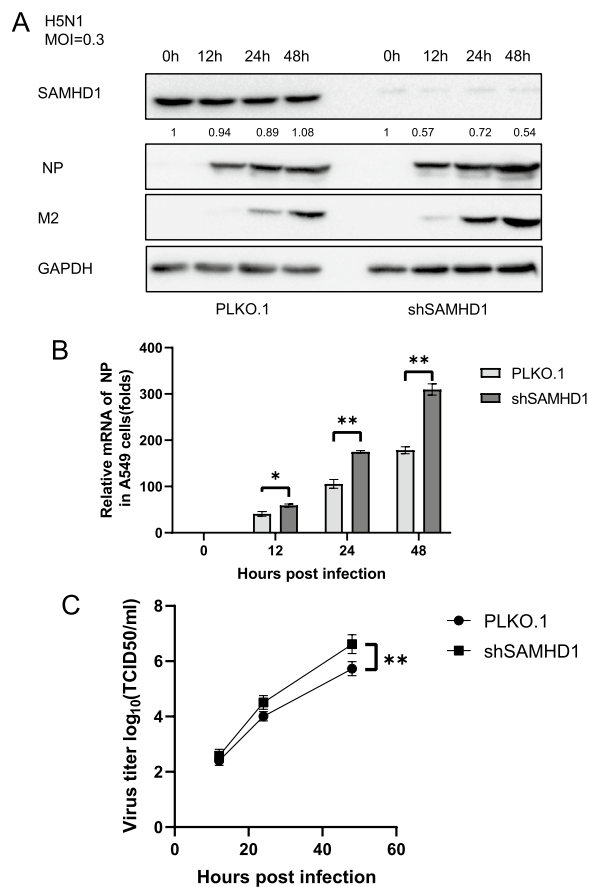 A
H5N1
MOI=0.3
0h 12h 24h 48h 0h 12h 24h 48h
SAMHD1
1 0.94 0.89 1.08 1 0.57 0.72 0.54
NP
M2
GAPDH
PLKO.1 shSAMHD1
B
Relative mRNA of NP
in A549 cells(folds)
400
300
200
100
0
* ** **
0 12 24 48
Hours post infection
PLKO.1
shSAMHD1
C
Virus titer log10(TCID50/ml)
8
6
4
2
0
**
0 20 40 60
Hours post infection
PLKO.1
shSAMHD1